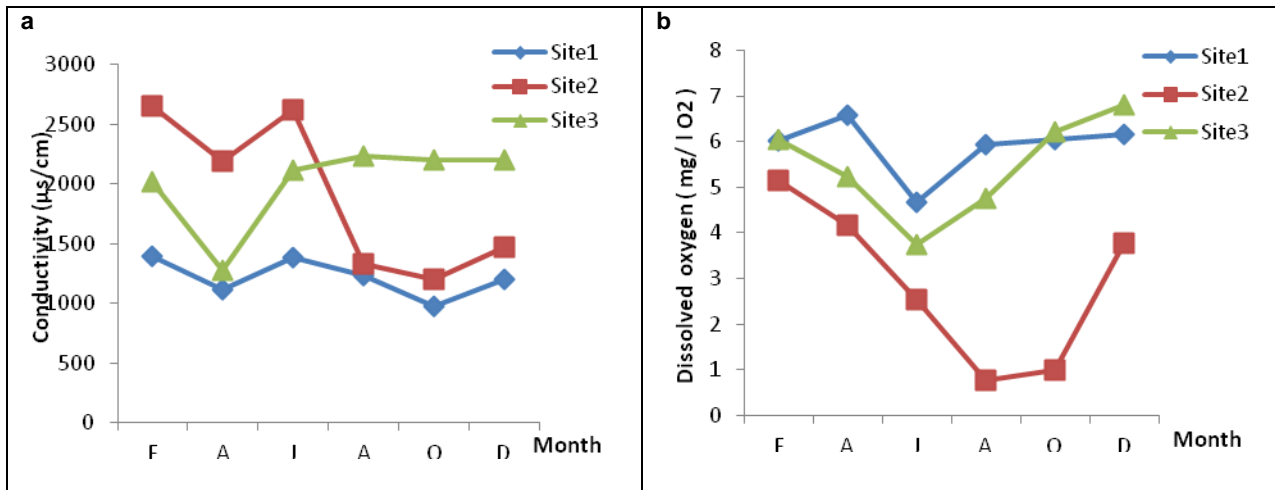 a
Conductivity (µs/cm)
3000
2500
2000
1500
1000
500
0
F A J A O D
Month
Site1
Site2
Site3
b
Dissolved oxygen ( mg/ l O2 )
8
7
6
5
4
3
2
1
0
F A J A O D
Month
Site1
Site2
Site3